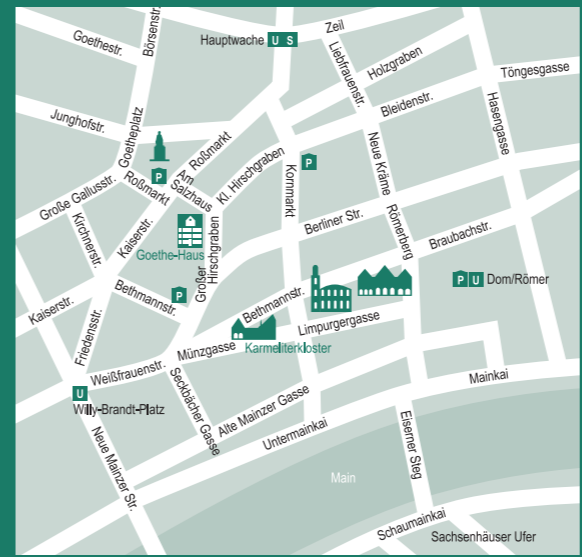 Goethestr.
Börsenstr.
Hauptwache U S
Zeil
Liebfrauenstr.
Holzgraben
Töngesgasse
Bleidenstr.
Hasengasse
Junghofstr.
Goetheplatz
Roßmarkt
P
Am Salzhaus
Kl. Hirschgraben
Kornmarkt
P
Neue Kräme
Große Gallusstr.
Roßmarkt
Kirchnerstr.
Kaiserstr.
Goethe-Haus
Großer Hirschgraben
Berliner Str.
Römerberg
Braubachstr.
P U Dom/Römer
Kaiserstr.
Bethmannstr.
P
Bethmannstr.
Friedensstr.
Limpurgergasse
Münzgasse
Karmeliterkloster
Weißfrauenstr.
Seckbächer Gasse
Mainkai
U
Willy-Brandt-Platz
Alte Mainzer Gasse
Untermainkai
Neue Mainzer Str.
Eiserner Steg
Main
Schaumainkai
Sachsenhäuser Ufer